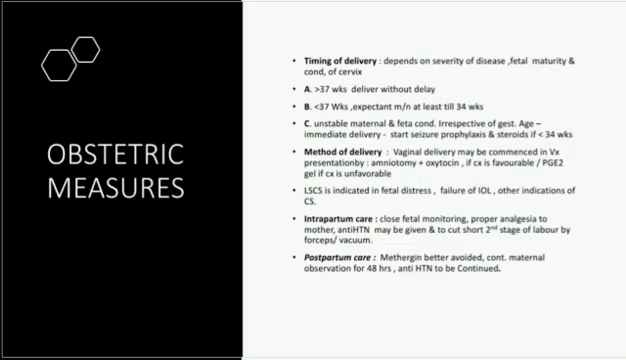 OBSTETRIC
MEASURES
• Timing of delivery : depends on severity of disease ,fetal maturity &
cond, of cervix
• A. >37 wks deliver without delay
• B. <37 Wks ,expectant m/n at least till 34 wks
• C. unstable maternal & feta cond. Irrespective of gest. Age –
immediate delivery - start seizure prophylaxis & steroids if < 34 wks
• Method of delivery : Vaginal delivery may be commenced in Vx
presentationby : amniotomy + oxytocin , if cx is favourable / PGE2
gel if cx is unfavorable
• LSCS is indicated in fetal distress , failure of IOL , other indications of
CS.
• Intrapartum care : close fetal monitoring, proper analgesia to
mother, antiHTN may be given & to cut short 2nd stage of labour by
forceps/ vacuum.
• Postpartum care : Methergin better avoided, cont. maternal
observation for 48 hrs , anti HTN to be Continued.